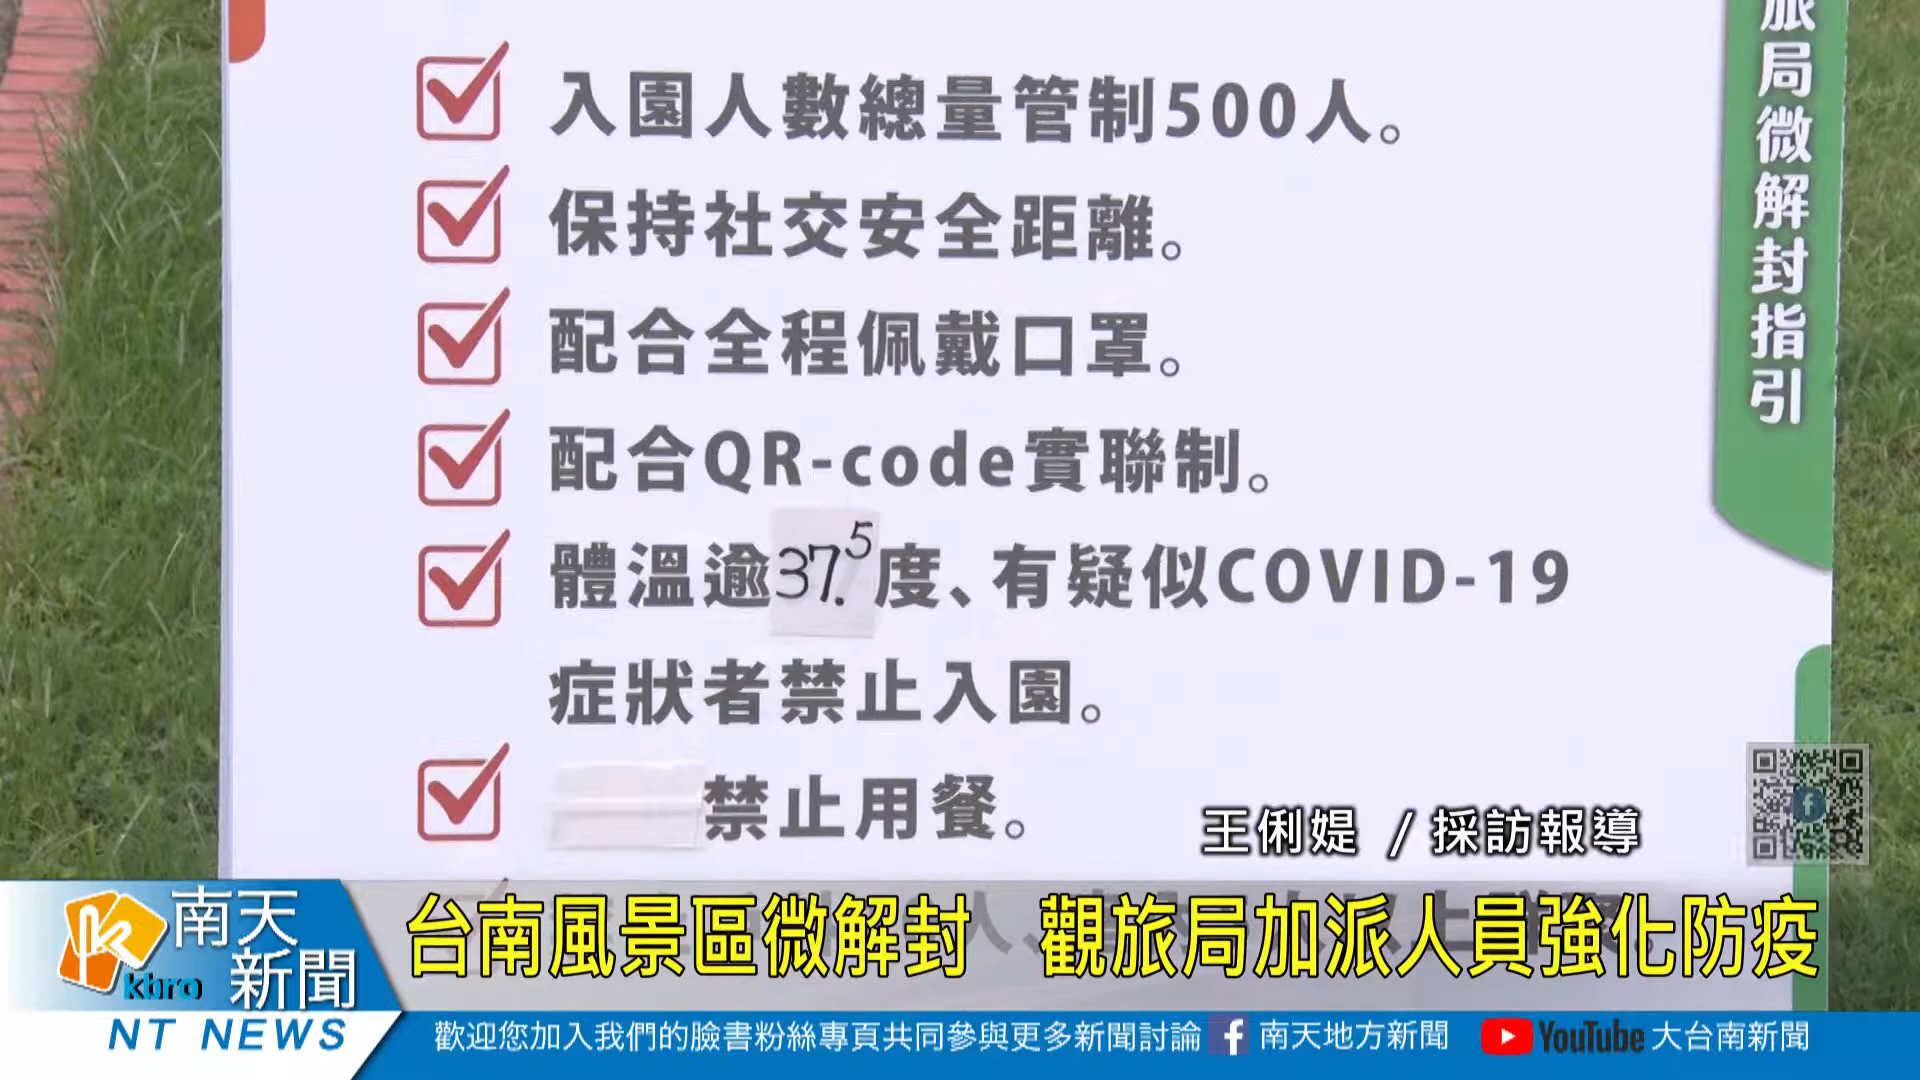 入園人數總量管制500人。
保持社交安全距離。
配合全程佩戴口罩。
配合QR-code實聯制。
體溫逾37.5度、有疑似COVID-19
症狀者禁止入園。
禁止用餐。
旅局微解封指引
王俐媞 / 採訪報導
台南風景區微解封 觀旅局加派人員強化防疫
南天新聞
kbro
NT NEWS
歡迎您加入我們的臉書粉絲專頁共同參與更多新聞討論 南天地方新聞 YouTube 大台南新聞